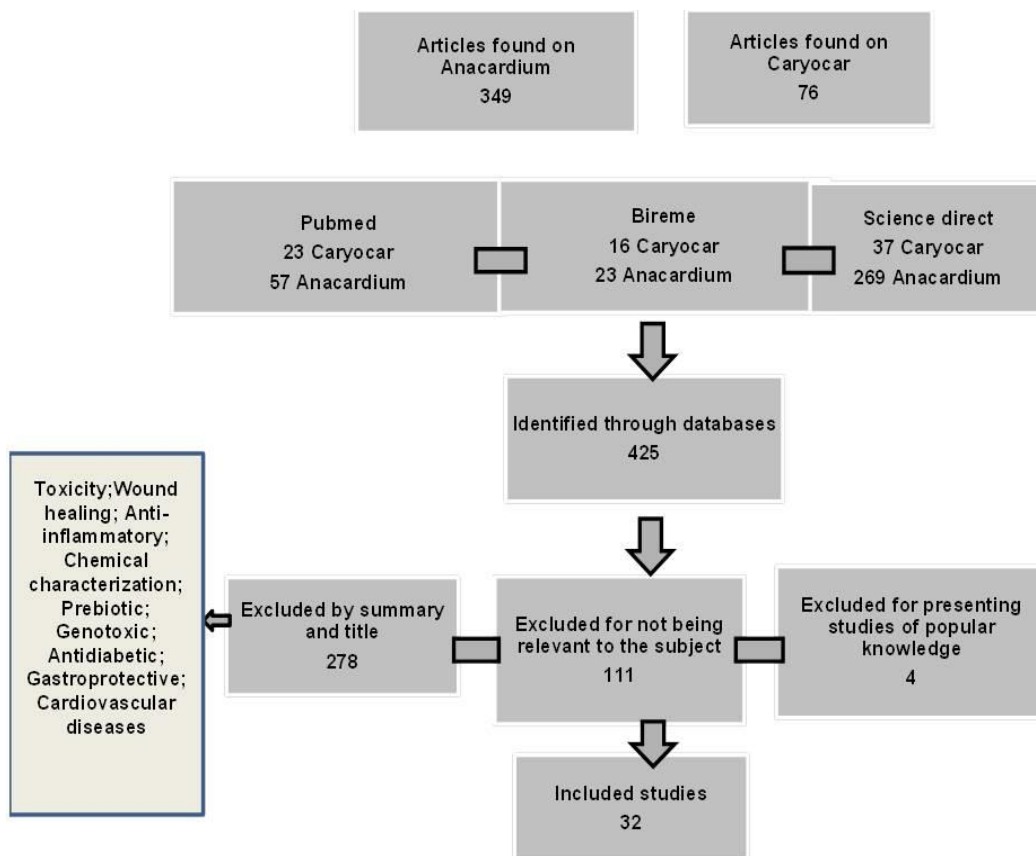 Articles found on
Anacardium
349
Articles found on
Caryocar
76
Pubmed
23 Caryocar
57 Anacardium
Bireme
16 Caryocar
23 Anacardium
Science direct
37 Caryocar
269 Anacardium
Identified through databases
425
Toxicity;Wound
healing; Anti-
inflammatory;
Chemical
characterization;
Prebiotic;
Genotoxic;
Antidiabetic;
Gastroprotective;
Cardiovascular
diseases
Excluded by summary
and title
278
Excluded for not being
relevant to the subject
111
Excluded for presenting
studies of popular
knowledge
4
Included studies
32